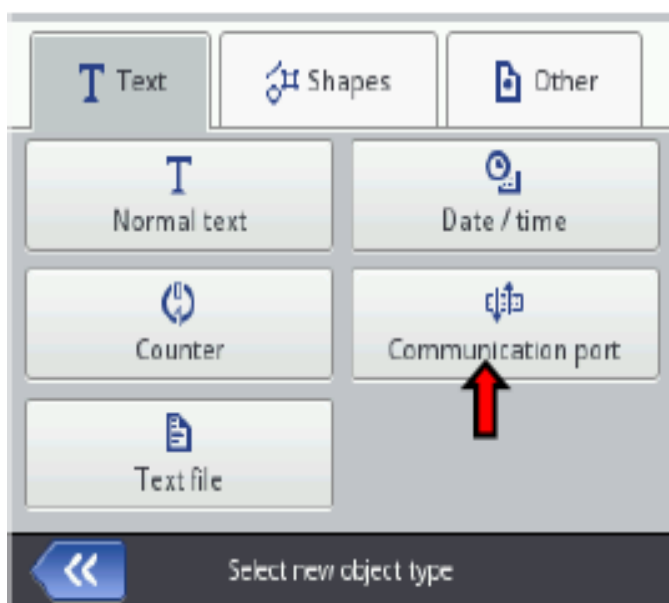 Text
Shapes
Other
Normal text
Date / time
Counter
Communication port
Text file
Select new object type